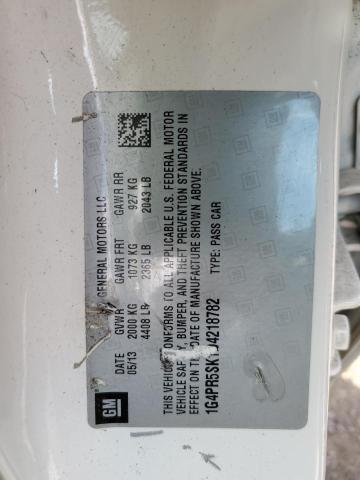 GM
GENERAL MOTORS LLC
DATE GVWR GAWR FRT GAWR RR
05/13 2000 KG 1073 KG 927 KG
4408 LB 2365 LB 2043 LB
THIS VEHICLE CONFORMS TO ALL APPLICABLE U.S. FEDERAL MOTOR
VEHICLE SAFETY, BUMPER, AND THEFT PREVENTION STANDARDS IN
EFFECT ON THE DATE OF MANUFACTURE SHOWN ABOVE.
TYPE: PASS CAR